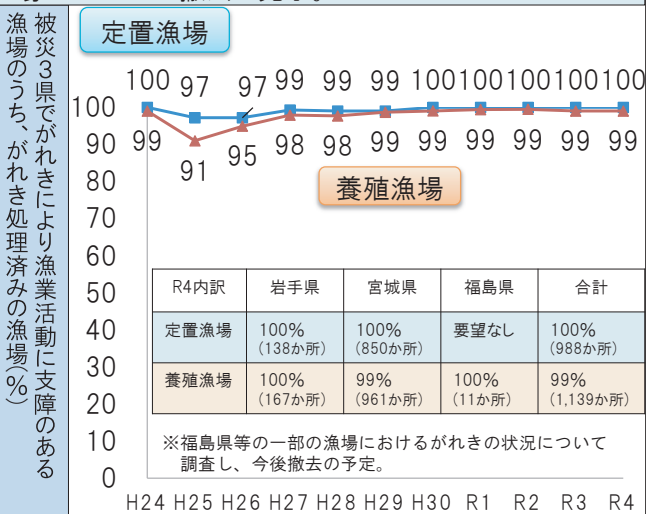 被災３県でがれきにより漁業活動に支障のある
漁場のうち、がれき処理済みの漁場(%)
定置漁場
100 97 97 99 99 99 100 100 100 100 100
99 91 95 98 98 99 99 99 99 99 99
養殖漁場
100
90
80
70
60
50
40
30
20
10
0
R4内訳 岩手県 宮城県 福島県 合計
定置漁場 100% 100% 要望なし 100%
(138か所) (850か所) (988か所)
養殖漁場 100% 99% 100% 99%
(167か所) (961か所) (11か所) (1,139か所)
※福島県等の一部の漁場におけるがれきの状況について
調査し、今後撤去の予定。
H24 H25 H26 H27 H28 H29 H30 R1 R2 R3 R4